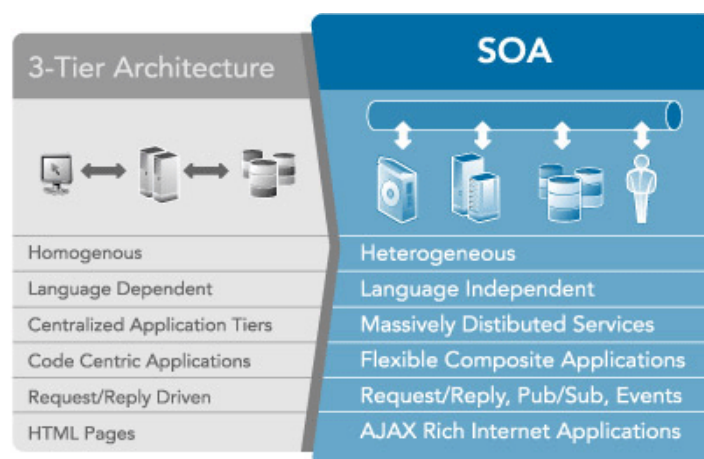 3-Tier Architecture
SOA
Homogenous
Heterogeneous
Language Dependent
Language Independent
Centralized Application Tiers
Massively Distibuted Services
Code Centric Applications
Flexible Composite Applications
Request/Reply Driven
Request/Reply, Pub/Sub, Events
HTML Pages
AJAX Rich Internet Applications